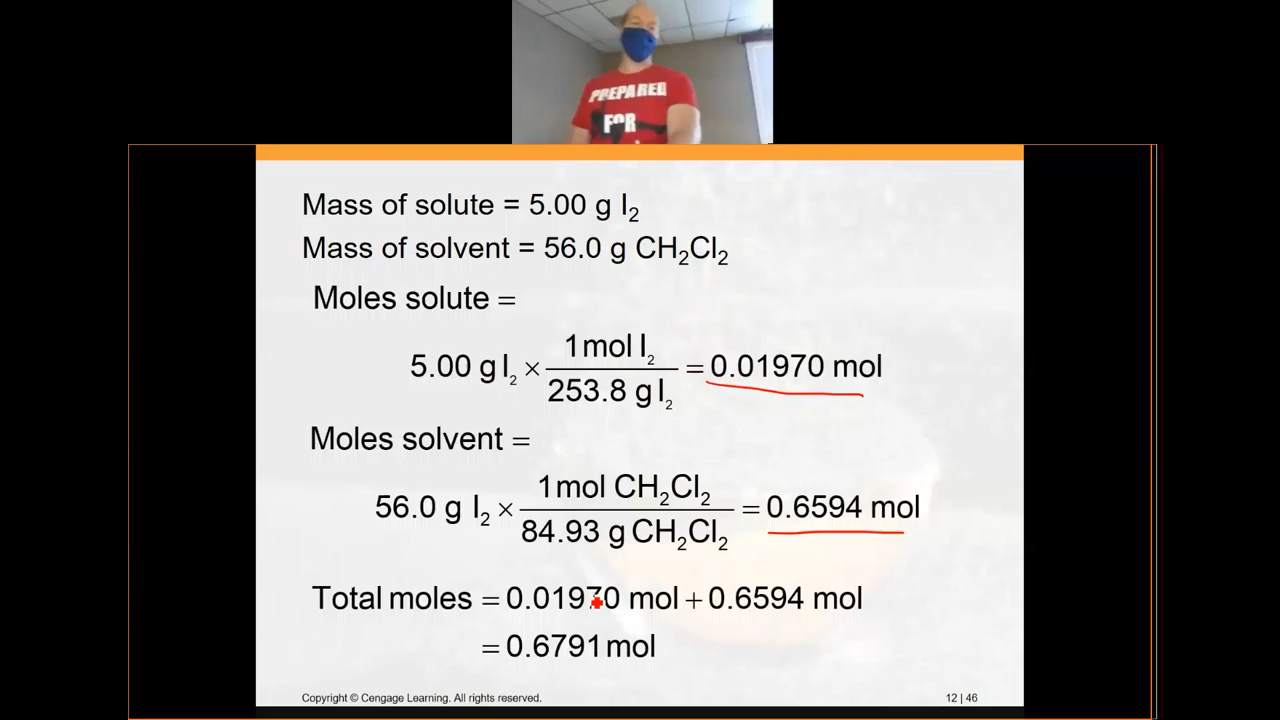 PREPARED
FOR
Mass of solute = 5.00 g I₂
Mass of solvent = 56.0 g CH₂Cl₂
Moles solute =
5.00 g I₂ × 1 mol I₂ / 253.8 g I₂ = 0.01970 mol
Moles solvent =
56.0 g I₂ × 1 mol CH₂Cl₂ / 84.93 g CH₂Cl₂ = 0.6594 mol
Total moles = 0.01970 mol + 0.6594 mol
= 0.6791 mol
Copyright © Cengage Learning. All rights reserved. 12 | 46